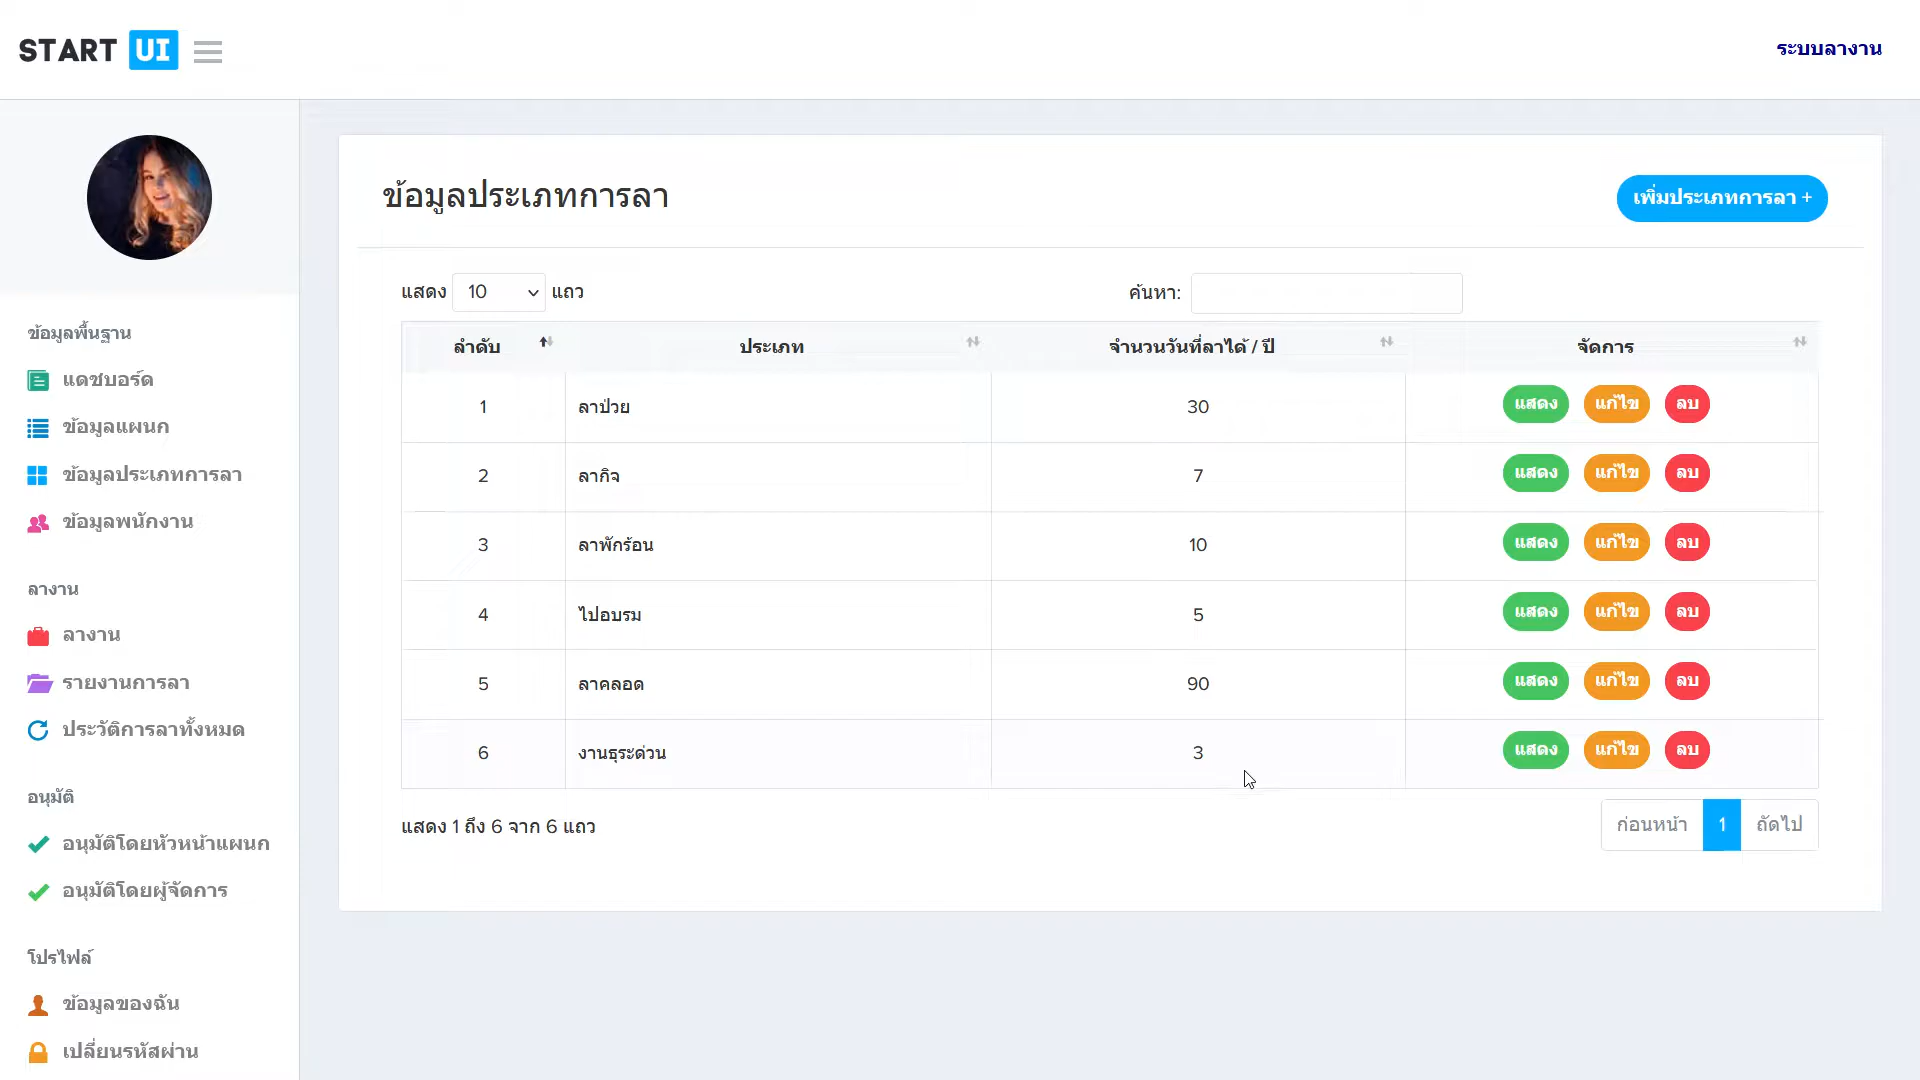 START UI
ระบบลางาน
ข้อมูลพื้นฐาน
แดชบอร์ด
ข้อมูลแผนก
ข้อมูลประเภทการลา
ข้อมูลพนักงาน
ลางาน
ลางาน
รายงานการลา
ประวัติการลาทั้งหมด
อนุมัติ
อนุมัติโดยหัวหน้าแผนก
อนุมัติโดยผู้จัดการ
โปรไฟล์
ข้อมูลของฉัน
เปลี่ยนรหัสผ่าน
ข้อมูลประเภทการลา
เพิ่มประเภทการลา +
แสดง 10 แถว
ค้นหา:
ลำดับ ประเภท จำนวนวันที่ลาได้ / ปี จัดการ
1 ลาป่วย 30 แสดง แก้ไข ลบ
2 ลากิจ 7 แสดง แก้ไข ลบ
3 ลาพักร้อน 10 แสดง แก้ไข ลบ
4 ไปอบรม 5 แสดง แก้ไข ลบ
5 ลาคลอด 90 แสดง แก้ไข ลบ
6 งานธุระด่วน 3 แสดง แก้ไข ลบ
แสดง 1 ถึง 6 จาก 6 แถว
ก่อนหน้า 1 ถัดไป